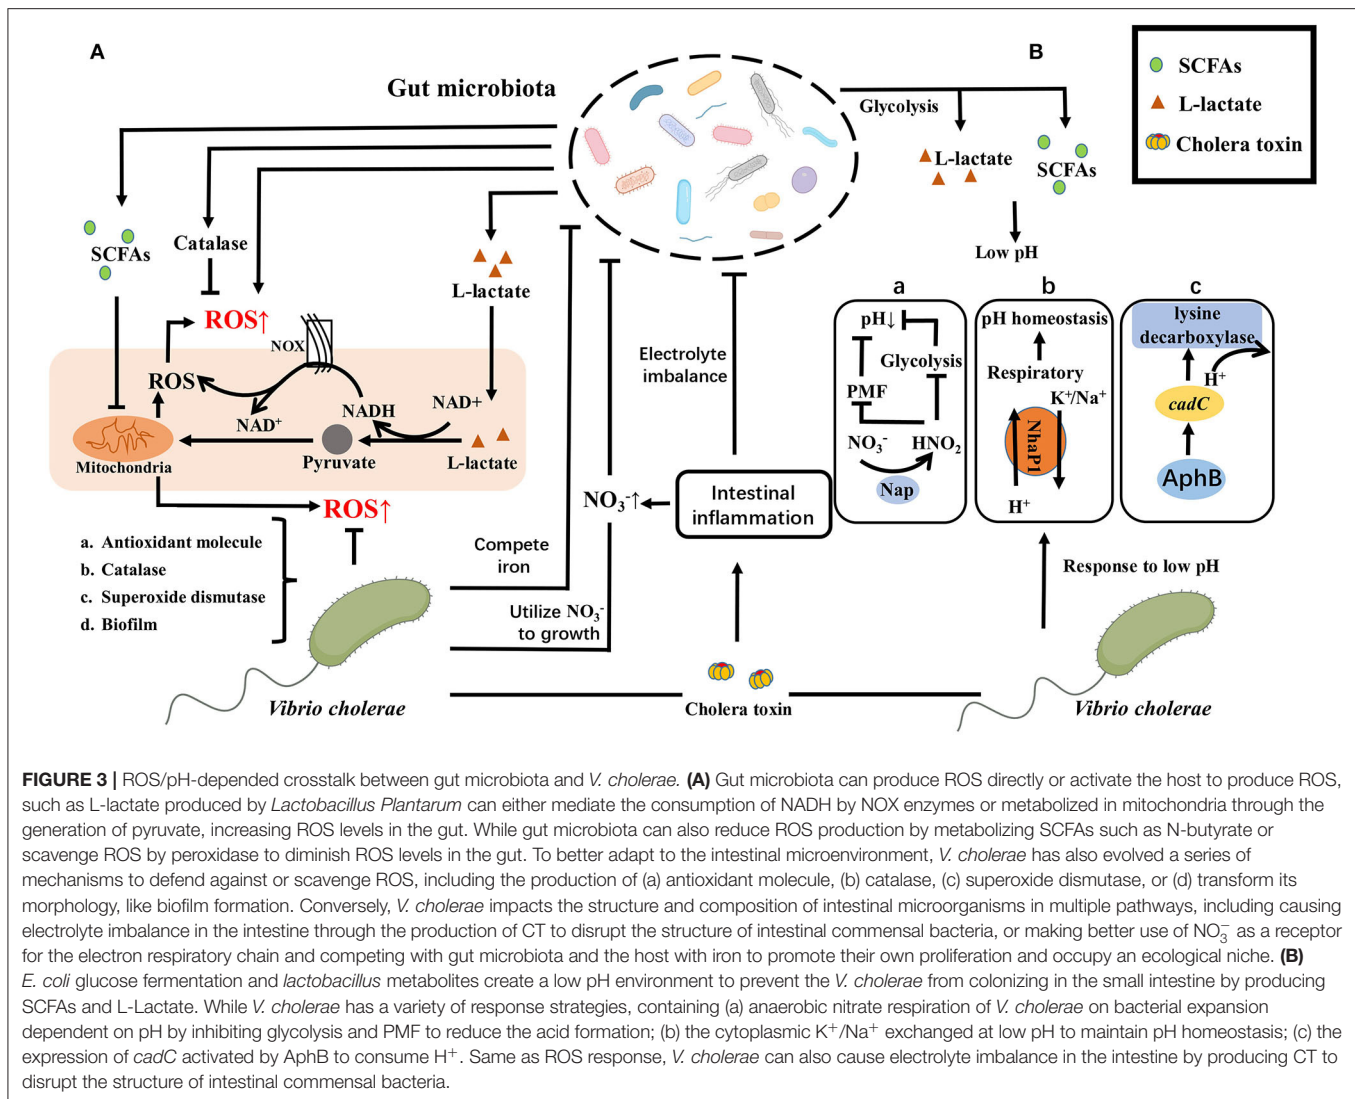 A
B
Gut microbiota
Glycolysis
SCFAs
L-lactate
Cholera toxin
L-lactate
SCFAs
Low pH
SCFAs
Catalase
L-lactate
ROS↑
NOX
ROS
NAD⁺
NADH
NAD+
Mitochondria
Pyruvate
L-lactate
ROS↑
a. Antioxidant molecule
b. Catalase
c. Superoxide dismutase
d. Biofilm
Vibrio cholerae
Compete
iron
Utilize NO₃⁻
to growth
NO₃⁻↑
Electrolyte
imbalance
Intestinal
inflammation
Cholera toxin
a
pH↓
Glycolysis
PMF
NO₃⁻
HNO₂
Nap
b
pH homeostasis
Respiratory
K⁺/Na⁺
NhaP1
H⁺
c
lysine
decarboxylase
H⁺
cadC
AphB
Response to low pH
Vibrio cholerae
FIGURE 3 | ROS/pH-depended crosstalk between gut microbiota and V. cholerae. (A) Gut microbiota can produce ROS directly or activate the host to produce ROS,
such as L-lactate produced by Lactobacillus Plantarum can either mediate the consumption of NADH by NOX enzymes or metabolized in mitochondria through the
generation of pyruvate, increasing ROS levels in the gut. While gut microbiota can also reduce ROS production by metabolizing SCFAs such as N-butyrate or
scavenge ROS by peroxidase to diminish ROS levels in the gut. To better adapt to the intestinal microenvironment, V. cholerae has also evolved a series of
mechanisms to defend against or scavenge ROS, including the production of (a) antioxidant molecule, (b) catalase, (c) superoxide dismutase, or (d) transform its
morphology, like biofilm formation. Conversely, V. cholerae impacts the structure and composition of intestinal microorganisms in multiple pathways, including causing
electrolyte imbalance in the intestine through the production of CT to disrupt the structure of intestinal commensal bacteria, or making better use of NO₃⁻ as a receptor
for the electron respiratory chain and competing with gut microbiota and the host with iron to promote their own proliferation and occupy an ecological niche. (B)
E. coli glucose fermentation and lactobacillus metabolites create a low pH environment to prevent the V. cholerae from colonizing in the small intestine by producing
SCFAs and L-Lactate. While V. cholerae has a variety of response strategies, containing (a) anaerobic nitrate respiration of V. cholerae on bacterial expansion
dependent on pH by inhibiting glycolysis and PMF to reduce the acid formation; (b) the cytoplasmic K⁺/Na⁺ exchanged at low pH to maintain pH homeostasis; (c) the
expression of cadC activated by AphB to consume H⁺. Same as ROS response, V. cholerae can also cause electrolyte imbalance in the intestine by producing CT to
disrupt the structure of intestinal commensal bacteria.